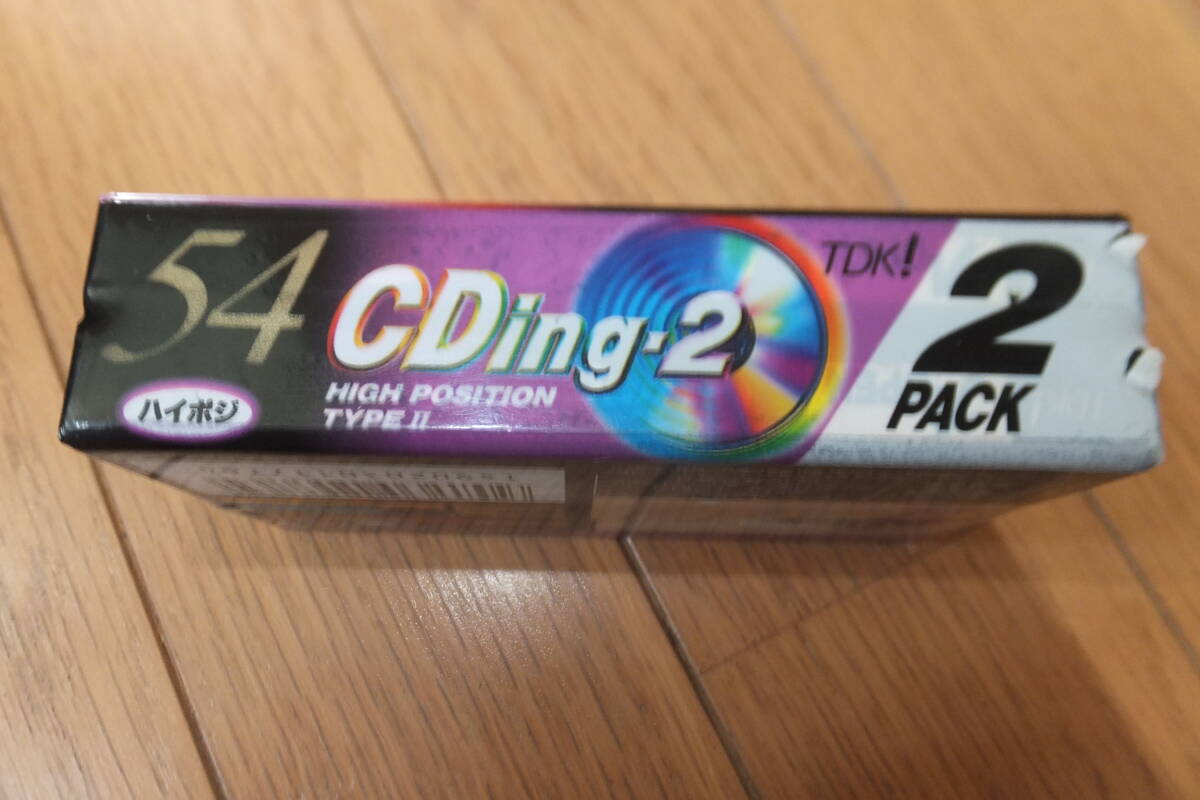 54
ハイポジ
CDing-2
HIGH POSITION
TYPE II
TDK!
2
PACK